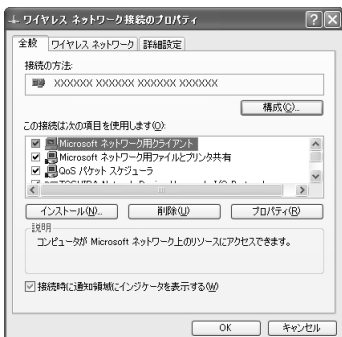 ワイヤレス ネットワーク接続のプロパティ
全般 ワイヤレス ネットワーク 詳細設定
接続の方法:
XXXXXX XXXXXX XXXXXX XXXXXX
構成(C)...
この接続は次の項目を使用します(O):
Microsoft ネットワーク用クライアント
Microsoft ネットワーク用ファイルとプリンタ共有
QoS パケット スケジューラ
インストール(N)... 削除(U) プロパティ(R)
説明
コンピュータが Microsoft ネットワーク上のリソースにアクセスできます。
接続時に通知領域にインジケータを表示する(W)
OK キャンセル